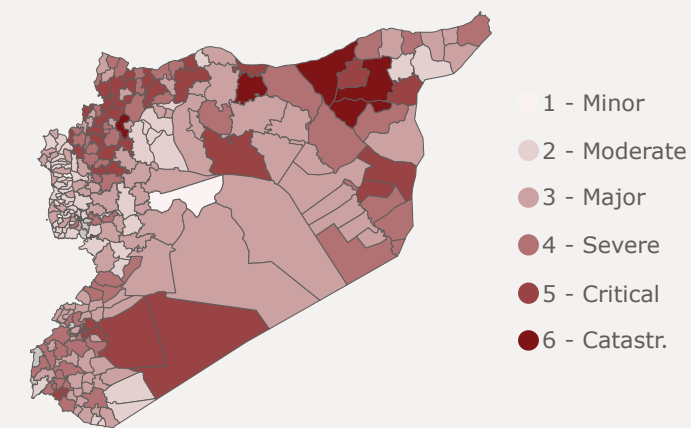 1 - Minor
2 - Moderate
3 - Major
4 - Severe
5 - Critical
6 - Catastr.